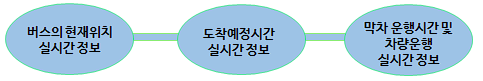 버스의 현재위치
실시간 정보
도착예정시간
실시간 정보
막차 운행시간 및
차량운행
실시간 정보